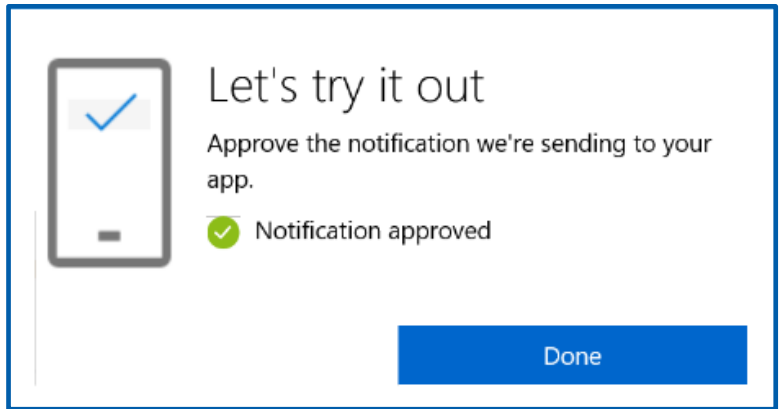 Let's try it out
Approve the notification we're sending to your
app.
Notification approved
Done